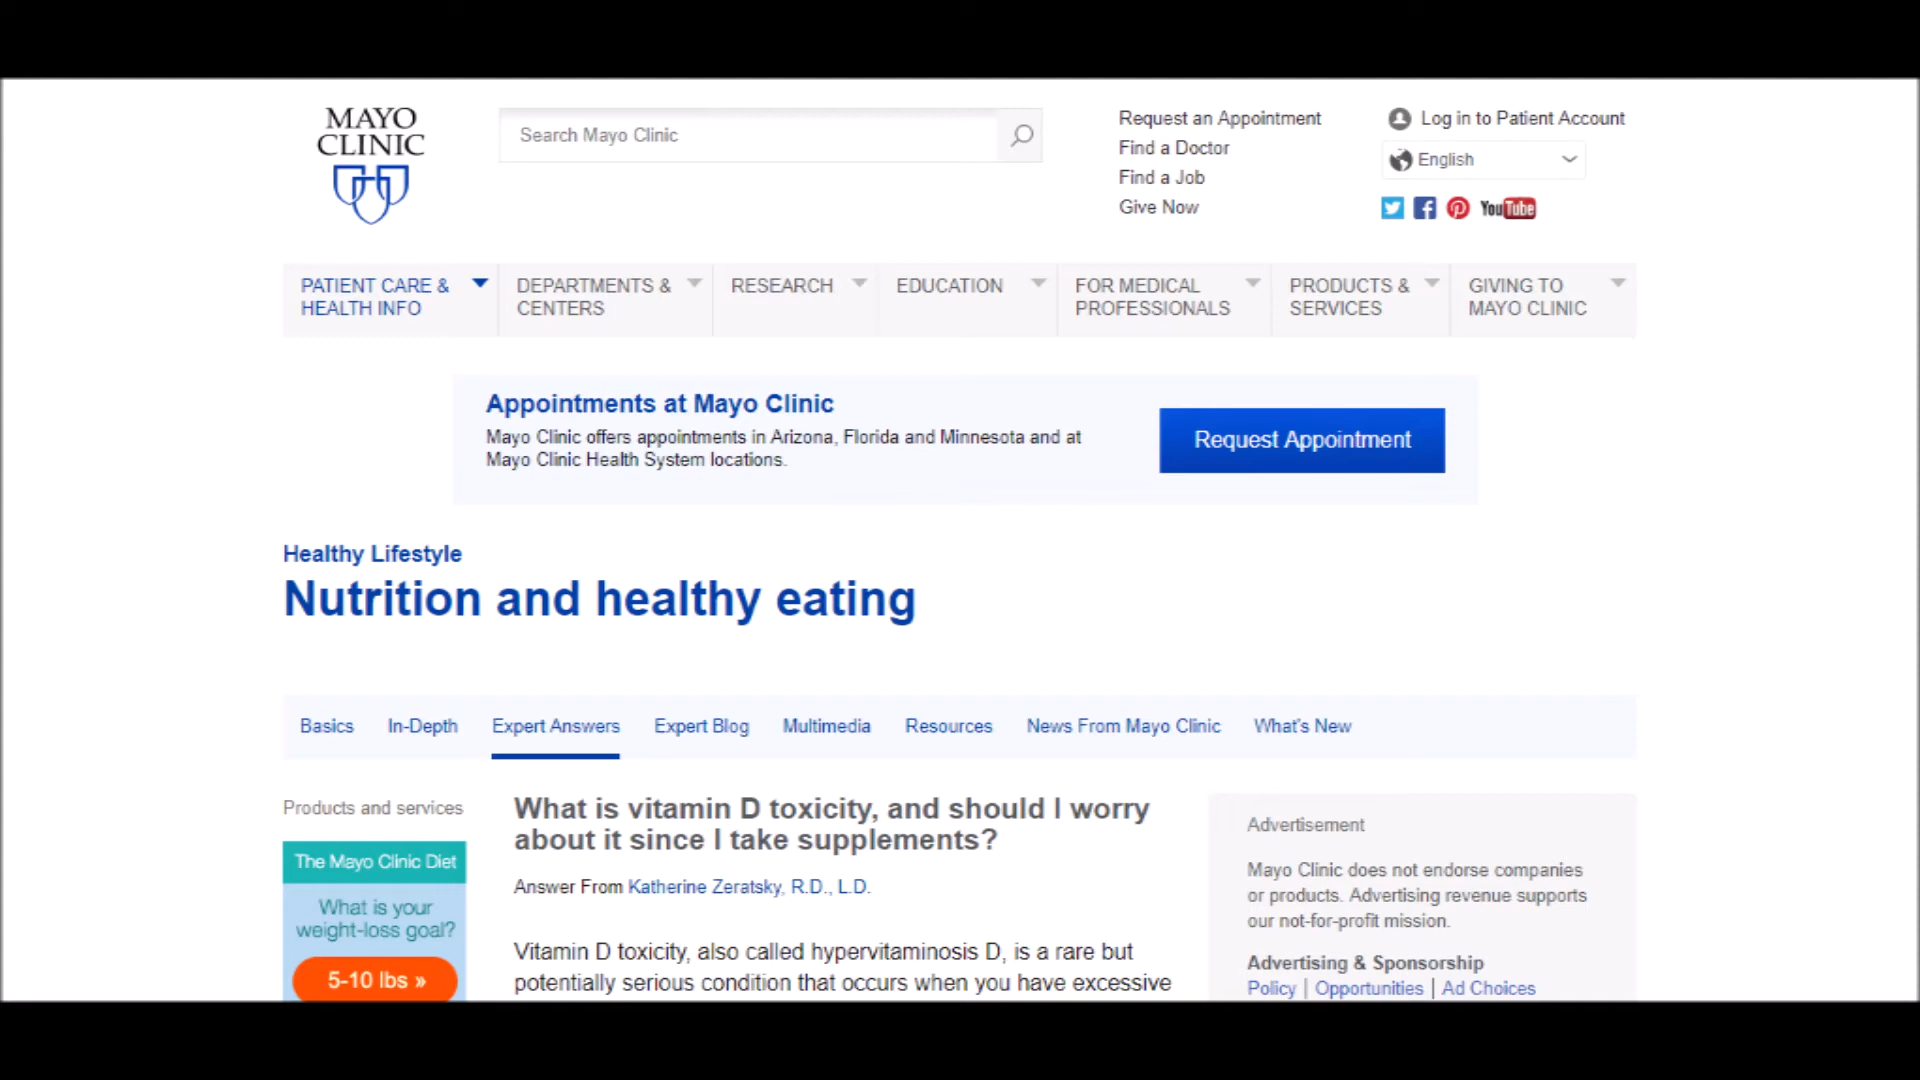 MAYO
CLINIC
Search Mayo Clinic
Request an Appointment
Find a Doctor
Find a Job
Give Now
Log in to Patient Account
English
YouTube
PATIENT CARE &
HEALTH INFO
DEPARTMENTS &
CENTERS
RESEARCH
EDUCATION
FOR MEDICAL
PROFESSIONALS
PRODUCTS &
SERVICES
GIVING TO
MAYO CLINIC
Appointments at Mayo Clinic
Mayo Clinic offers appointments in Arizona, Florida and Minnesota and at
Mayo Clinic Health System locations.
Request Appointment
Healthy Lifestyle
Nutrition and healthy eating
Basics In-Depth Expert Answers Expert Blog Multimedia Resources News From Mayo Clinic What's New
Products and services
The Mayo Clinic Diet
What is your
weight-loss goal?
5-10 lbs »
What is vitamin D toxicity, and should I worry
about it since I take supplements?
Answer From Katherine Zeratsky, R.D., L.D.
Vitamin D toxicity, also called hypervitaminosis D, is a rare but
potentially serious condition that occurs when you have excessive
Advertisement
Mayo Clinic does not endorse companies
or products. Advertising revenue supports
our not-for-profit mission.
Advertising & Sponsorship
Policy | Opportunities | Ad Choices